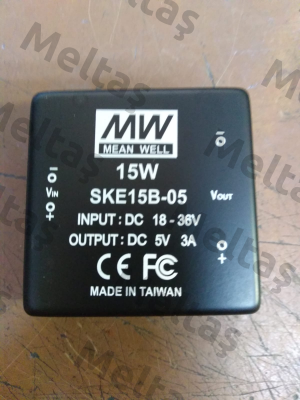 Meltaş
MW
MEAN WELL
15W
SKE15B-05
INPUT : DC 18 - 36V
OUTPUT : DC 5V 3A
CE FC
MADE IN TAIWAN
VIN
VOUT